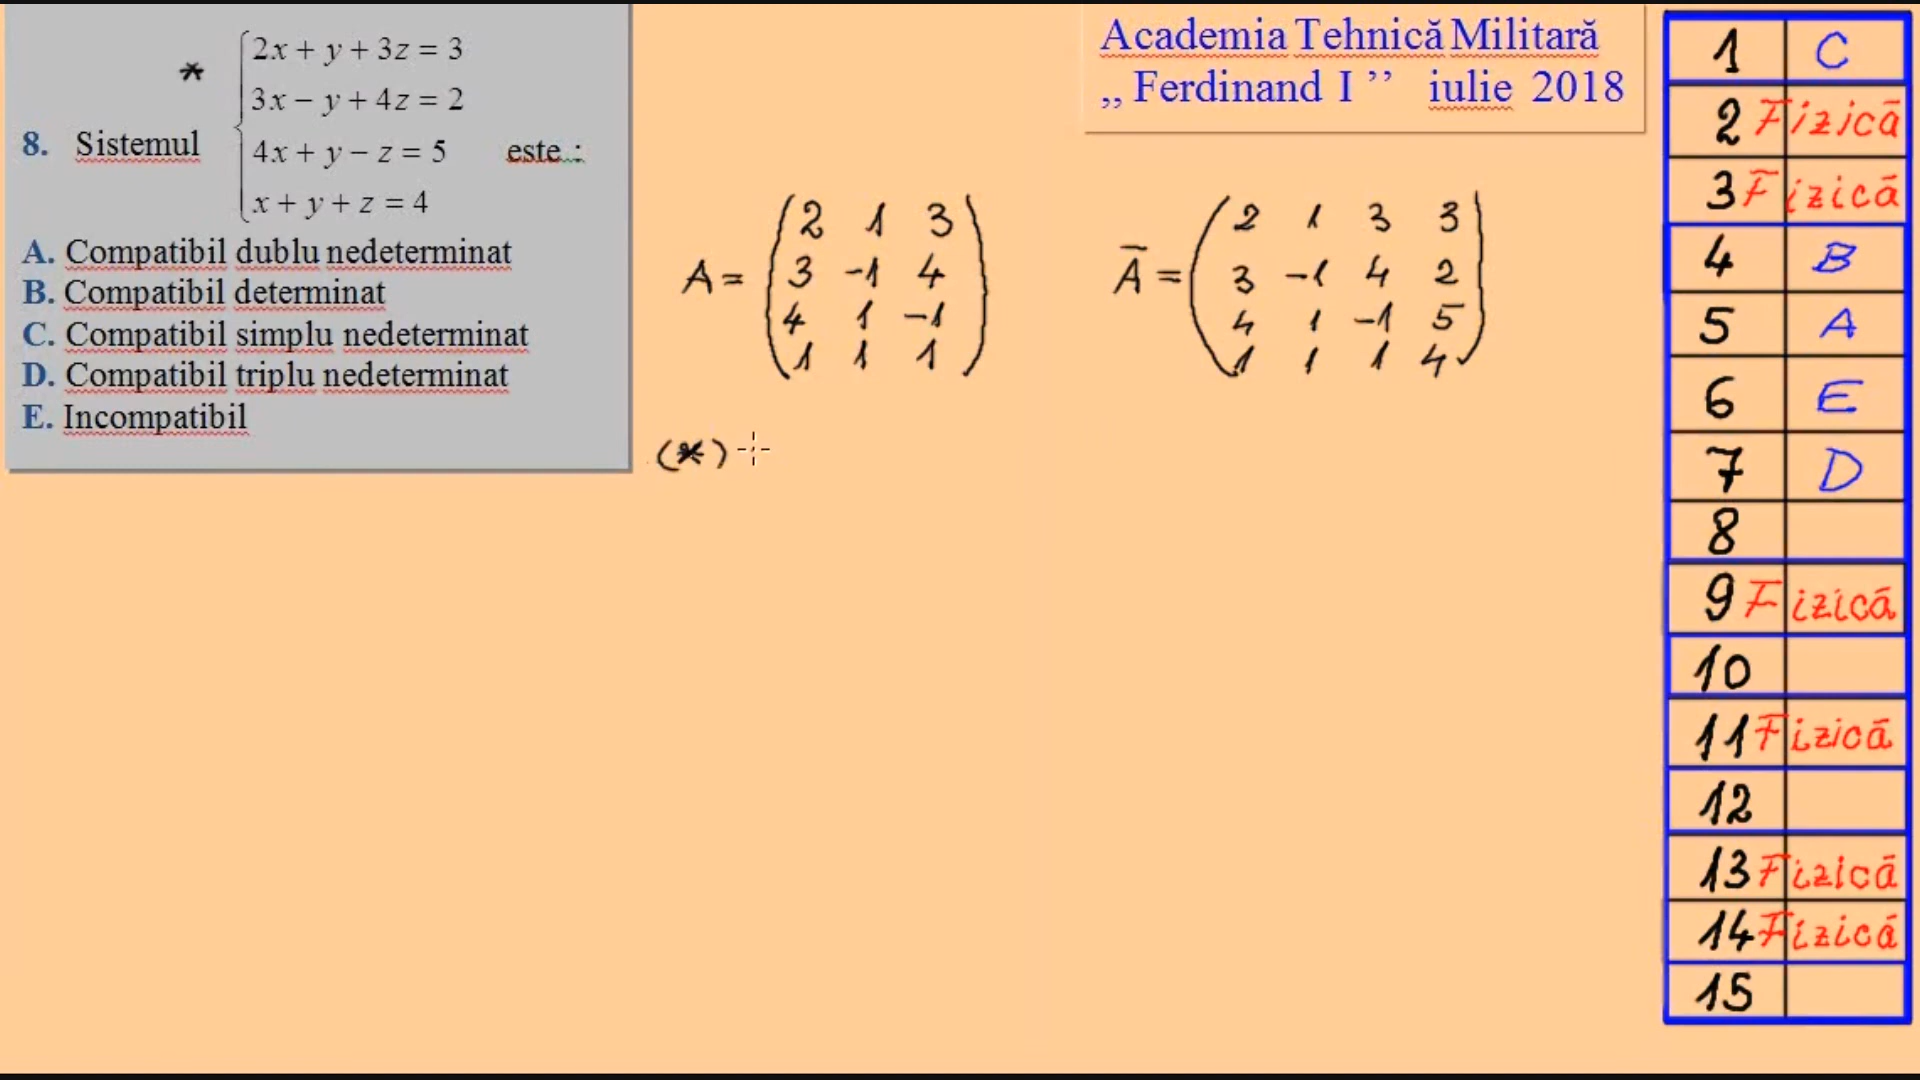 * 2x + y + 3z = 3
3x − y + 4z = 2
8. Sistemul este :
4x + y − z = 5
x + y + z = 4
A. Compatibil dublu nedeterminat
B. Compatibil determinat
C. Compatibil simplu nedeterminat
D. Compatibil triplu nedeterminat
E. Incompatibil
Academia Tehnică Militară
,, Ferdinand I ’’ iulie 2018
A = 
2 1 3
3 -1 4
4 1 -1
1 1 1
Ā = 
2 1 3 3
3 -1 4 2
4 1 -1 5
1 1 1 4
(*)
1 C
2 Fizică
3 Fizică
4 B
5 A
6 E
7 D
8
9 Fizică
10
11 Fizică
12
13 Fizică
14 Fizică
15